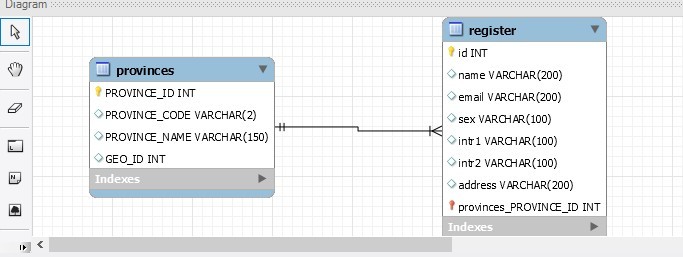 Diagram
provinces
PROVINCE_ID INT
PROVINCE_CODE VARCHAR(2)
PROVINCE_NAME VARCHAR(150)
GEO_ID INT
Indexes
register
id INT
name VARCHAR(200)
email VARCHAR(200)
sex VARCHAR(100)
intr1 VARCHAR(100)
intr2 VARCHAR(100)
address VARCHAR(200)
provinces_PROVINCE_ID INT
Indexes